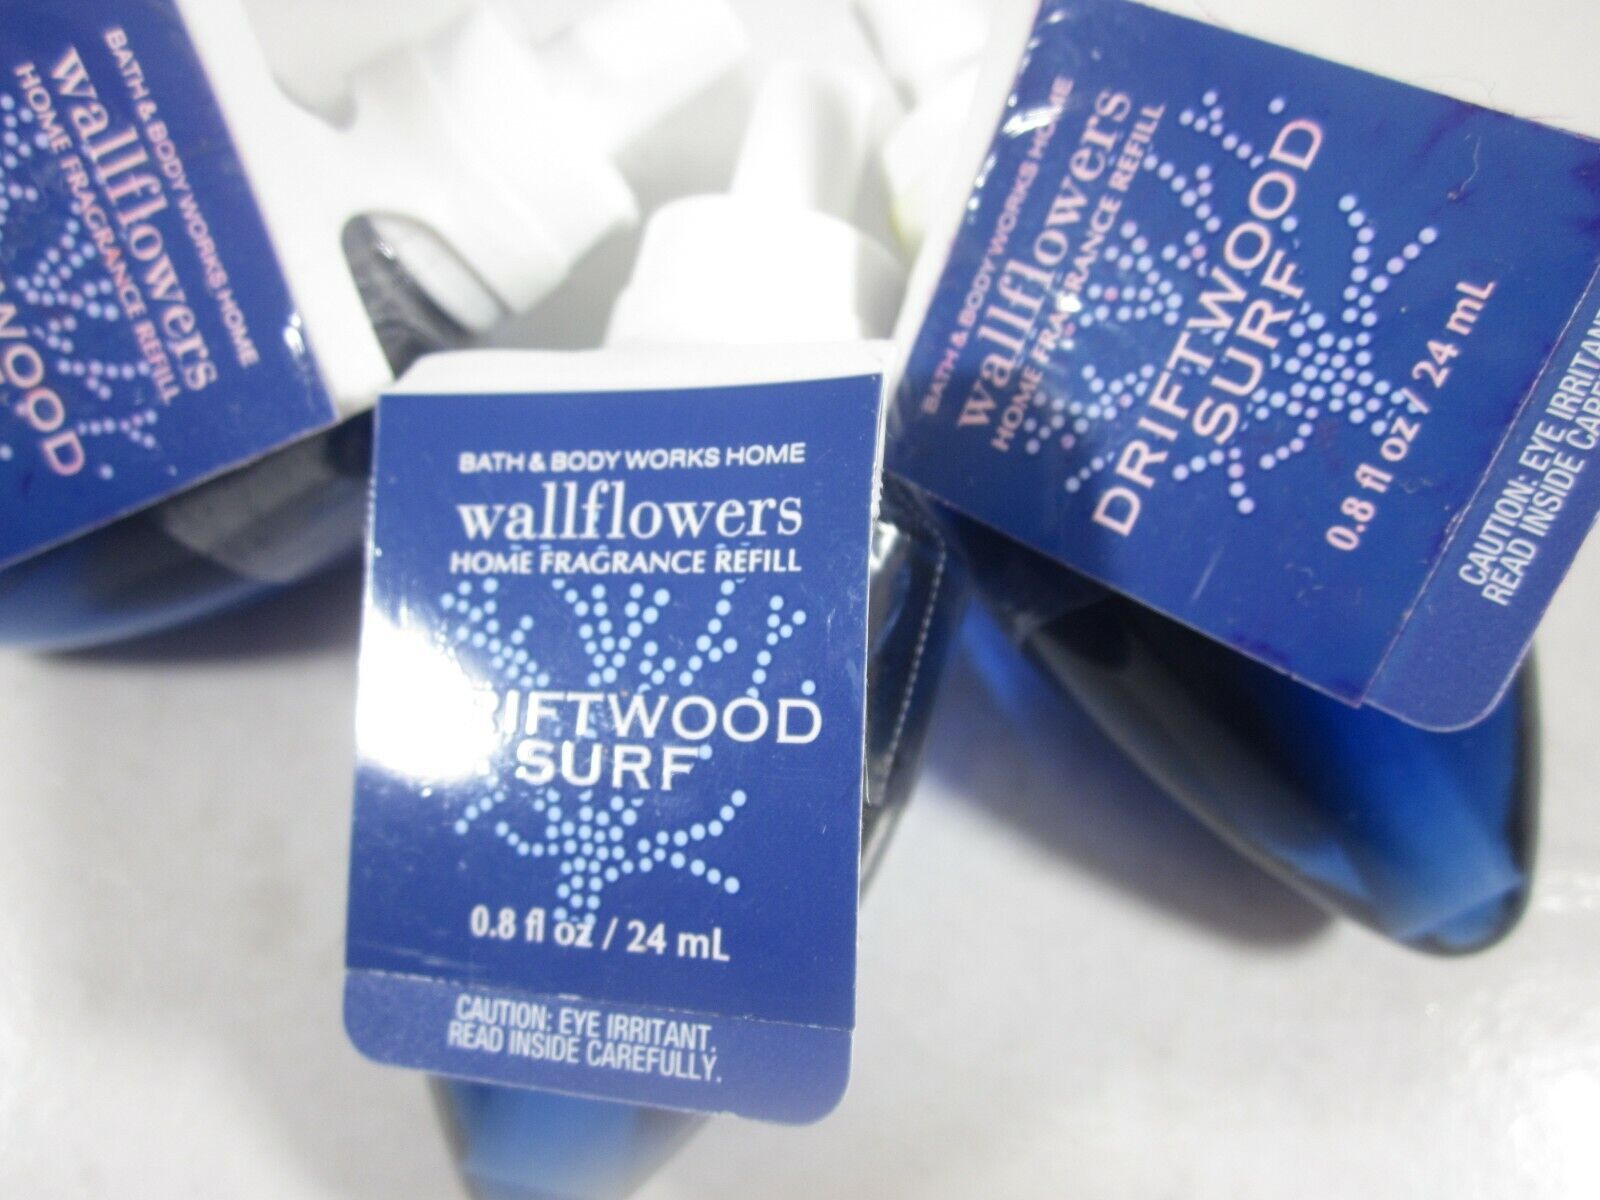 BATH & BODY WORKS HOME
wallflowers
HOME FRAGRANCE REFILL
WOOD
BATH & BODY WORKS HOME
wallflowers
HOME FRAGRANCE REFILL
DRIFTWOOD
SURF
0.8 fl oz / 24 mL
CAUTION: EYE IRRITANT.
READ INSIDE CAREFULLY.
BATH & BODY WORKS HOME
wallflowers
HOME FRAGRANCE REFILL
DRIFTWOOD
SURF
0.8 fl oz / 24 mL
CAUTION: EYE IRRITANT
READ INSIDE CARE